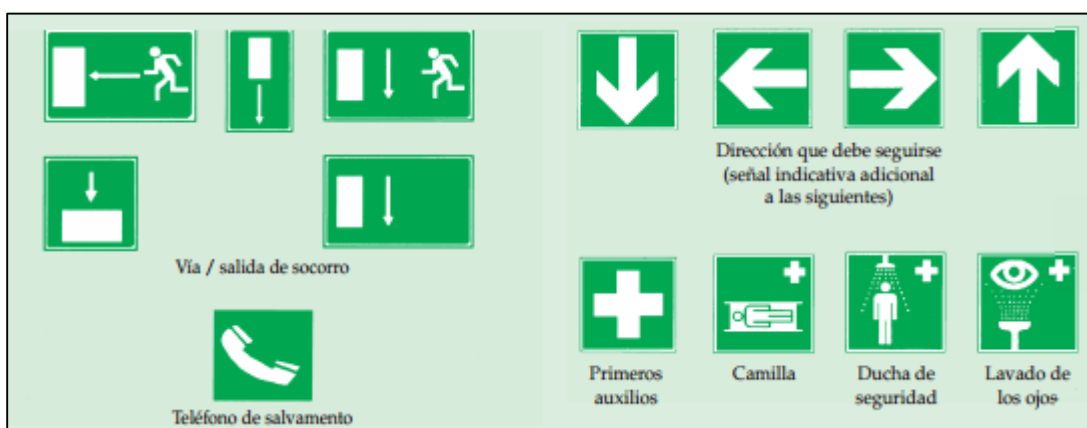 Vía / salida de socorro
Teléfono de salvamento
Dirección que debe seguirse
(señal indicativa adicional
a las siguientes)
Primeros
auxilios
Camilla
Ducha de
seguridad
Lavado de
los ojos